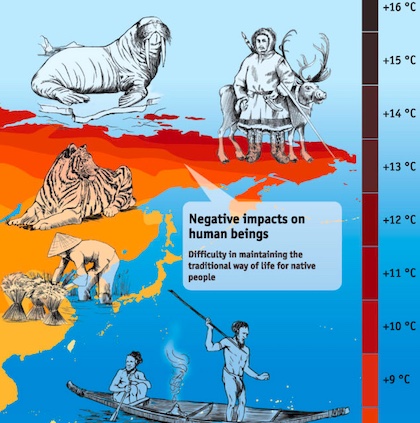 +16 °C
+15 °C
+14 °C
+13 °C
Negative impacts on
human beings
Difficulty in maintaining the
traditional way of life for native
people
+12 °C
+11 °C
+10 °C
+9 °C